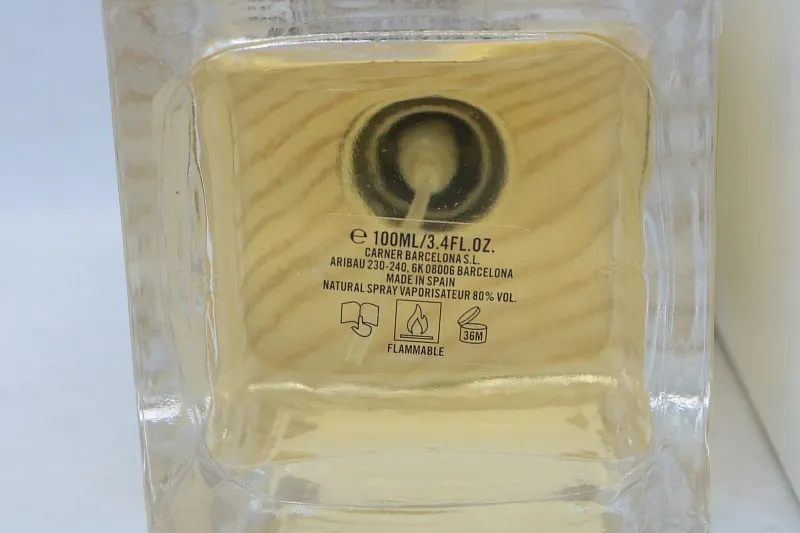 ℮ 100ML/3.4FL.OZ.
CARNER BARCELONA S.L.
ARIBAU 230-240, 6K 08006 BARCELONA
MADE IN SPAIN
NATURAL SPRAY VAPORISATEUR 80% VOL.
36M
FLAMMABLE